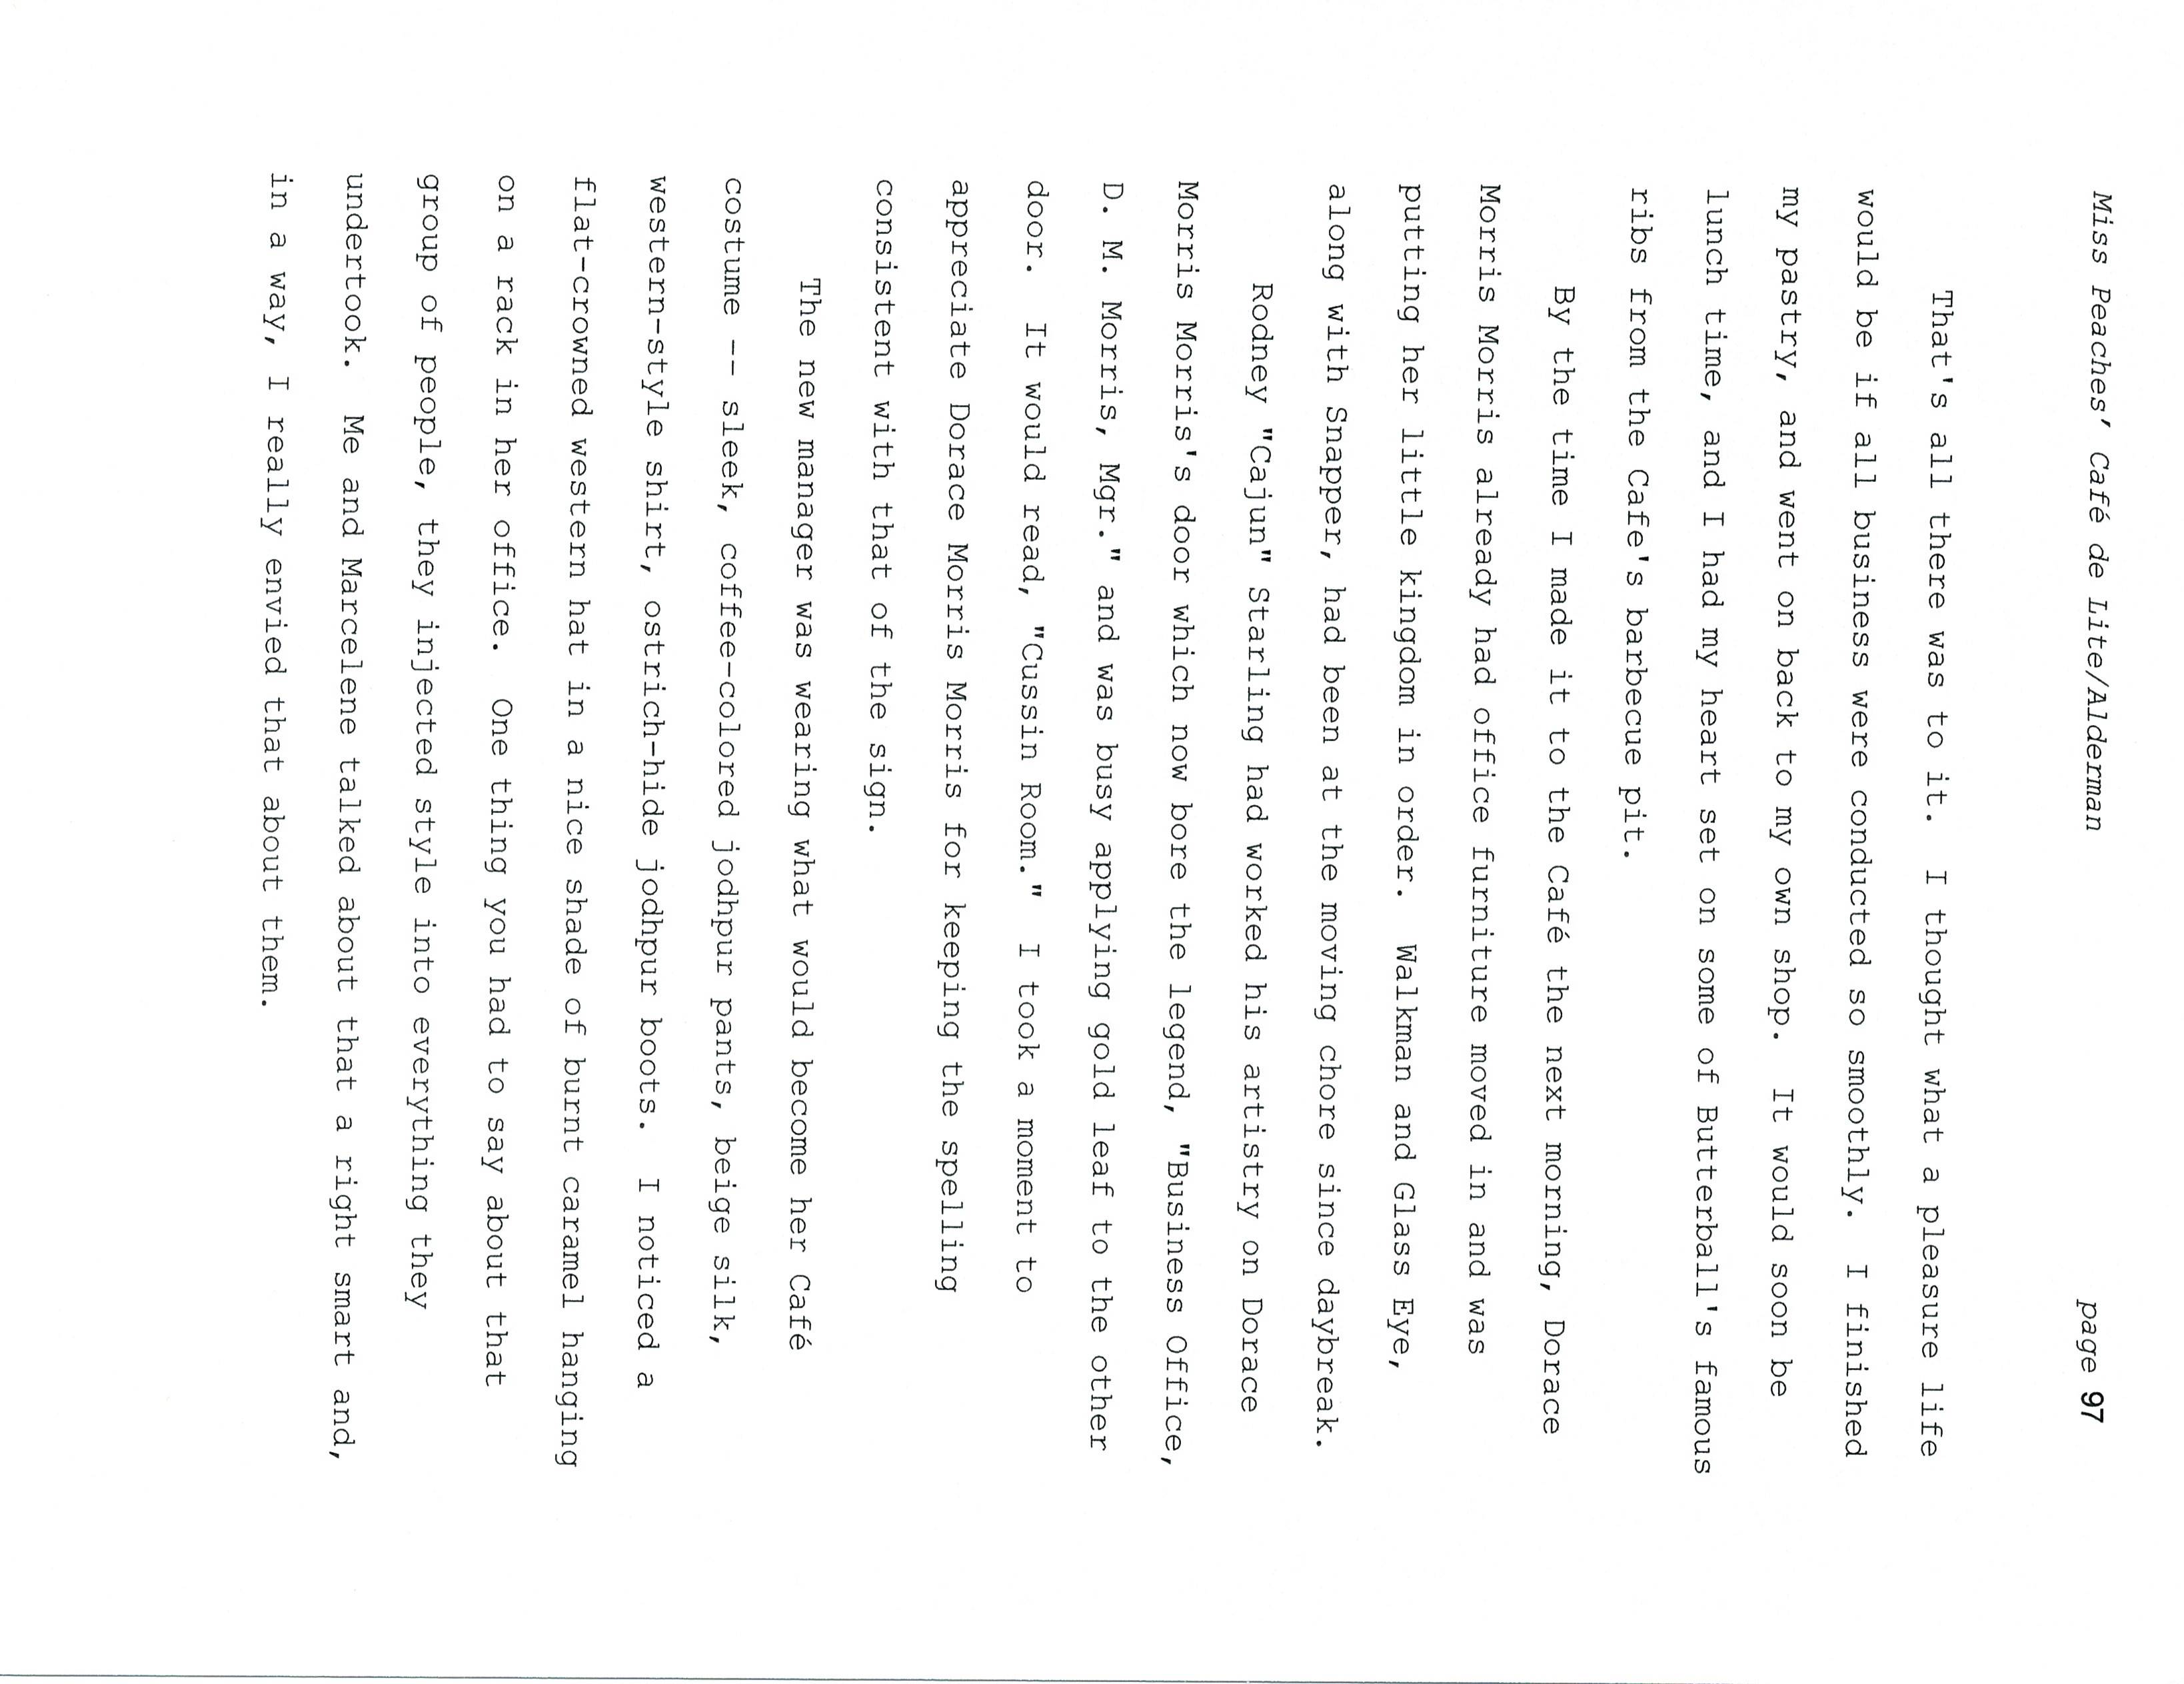 Miss Peaches' Café de Lite/Alderman page 97
That's all there was to it.  I thought what a pleasure life
would be if all business were conducted so smoothly.  I finished
my pastry, and went on back to my own shop.  It would soon be
lunch time, and I had my heart set on some of Butterball's famous
ribs from the Cafe's barbecue pit.
By the time I made it to the Café the next morning, Dorace
Morris Morris already had office furniture moved in and was
putting her little kingdom in order.  Walkman and Glass Eye,
along with Snapper, had been at the moving chore since daybreak.
Rodney "Cajun" Starling had worked his artistry on Dorace
Morris Morris's door which now bore the legend, "Business Office,
D. M. Morris, Mgr." and was busy applying gold leaf to the other
door.  It would read, "Cussin Room."  I took a moment to
appreciate Dorace Morris Morris for keeping the spelling
consistent with that of the sign.
The new manager was wearing what would become her Café
costume -- sleek, coffee-colored jodhpur pants, beige silk,
western-style shirt, ostrich-hide jodhpur boots.  I noticed a
flat-crowned western hat in a nice shade of burnt caramel hanging
on a rack in her office.  One thing you had to say about that
group of people, they injected style into everything they
undertook.  Me and Marcelene talked about that a right smart and,
in a way, I really envied that about them.